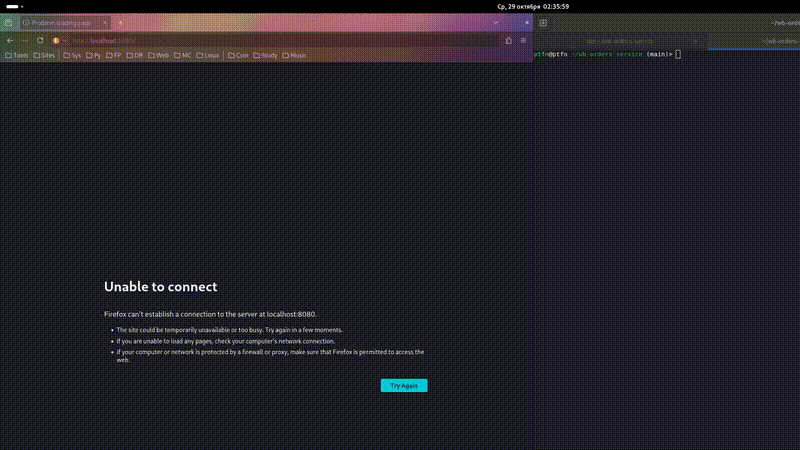 Ср, 29 октября 02:35:59
Problem loading page
http://localhost:8080/
~/wb-orders-service
~/wb-orders-
Tools Sites Sys Py FP DB Web MC Linux Com Study Music
ptfn@ptfn ~/wb-orders-service (main)>
Unable to connect
Firefox can't establish a connection to the server at localhost:8080.
The site could be temporarily unavailable or too busy. Try again in a few moments.
If you are unable to load any pages, check your computer's network connection.
If your computer or network is protected by a firewall or proxy, make sure that Firefox is permitted to access the
web.
Try Again